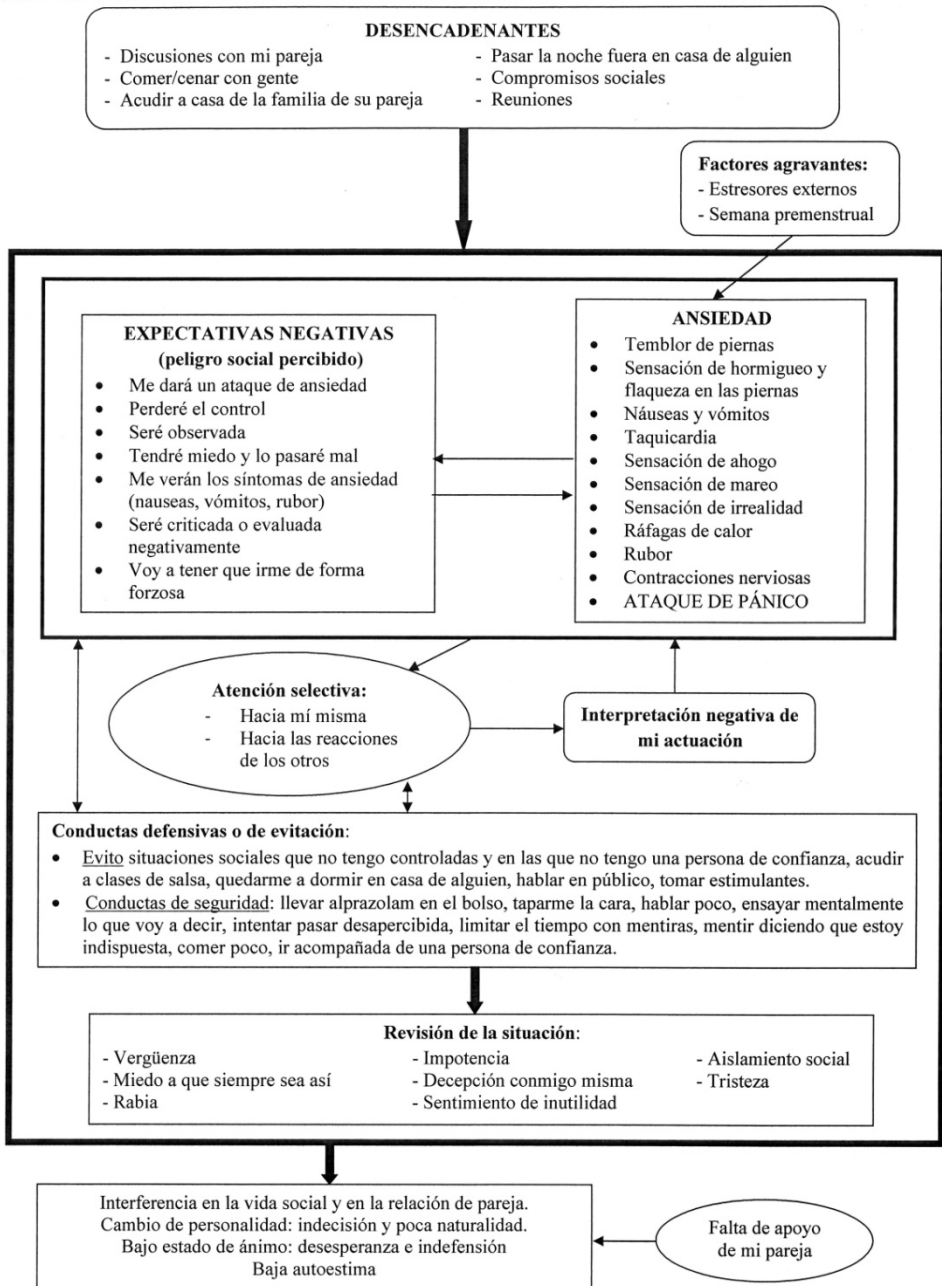 DESENCADENANTES
- Discusiones con mi pareja
- Comer/cenar con gente
- Acudir a casa de la familia de su pareja
- Pasar la noche fuera en casa de alguien
- Compromisos sociales
- Reuniones
Factores agravantes:
- Estresores externos
- Semana premenstrual
EXPECTATIVAS NEGATIVAS
(peligro social percibido)
• Me dará un ataque de ansiedad
• Perderé el control
• Seré observada
• Tendré miedo y lo pasaré mal
• Me verán los síntomas de ansiedad
(nauseas, vómitos, rubor)
• Seré criticada o evaluada
negativamente
• Voy a tener que irme de forma
forzosa
ANSIEDAD
• Temblor de piernas
• Sensación de hormigueo y
flaqueza en las piernas
• Náuseas y vómitos
• Taquicardia
• Sensación de ahogo
• Sensación de mareo
• Sensación de irrealidad
• Ráfagas de calor
• Rubor
• Contracciones nerviosas
• ATAQUE DE PÁNICO
Atención selectiva:
- Hacia mí misma
- Hacia las reacciones
de los otros
Interpretación negativa de
mi actuación
Conductas defensivas o de evitación:
• Evito situaciones sociales que no tengo controladas y en las que no tengo una persona de confianza, acudir
a clases de salsa, quedarme a dormir en casa de alguien, hablar en público, tomar estimulantes.
• Conductas de seguridad: llevar alprazolam en el bolso, taparme la cara, hablar poco, ensayar mentalmente
lo que voy a decir, intentar pasar desapercibida, limitar el tiempo con mentiras, mentir diciendo que estoy
indispuesta, comer poco, ir acompañada de una persona de confianza.
Revisión de la situación:
- Vergüenza
- Miedo a que siempre sea así
- Rabia
- Impotencia
- Decepción conmigo misma
- Sentimiento de inutilidad
- Aislamiento social
- Tristeza
Interferencia en la vida social y en la relación de pareja.
Cambio de personalidad: indecisión y poca naturalidad.
Bajo estado de ánimo: desesperanza e indefensión
Baja autoestima
Falta de apoyo
de mi pareja